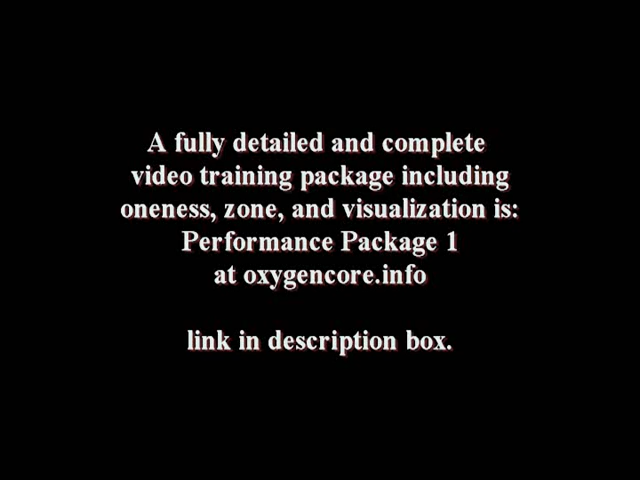 A fully detailed and complete
video training package including
oneness, zone, and visualization is:
Performance Package 1
at oxygencore.info
link in description box.